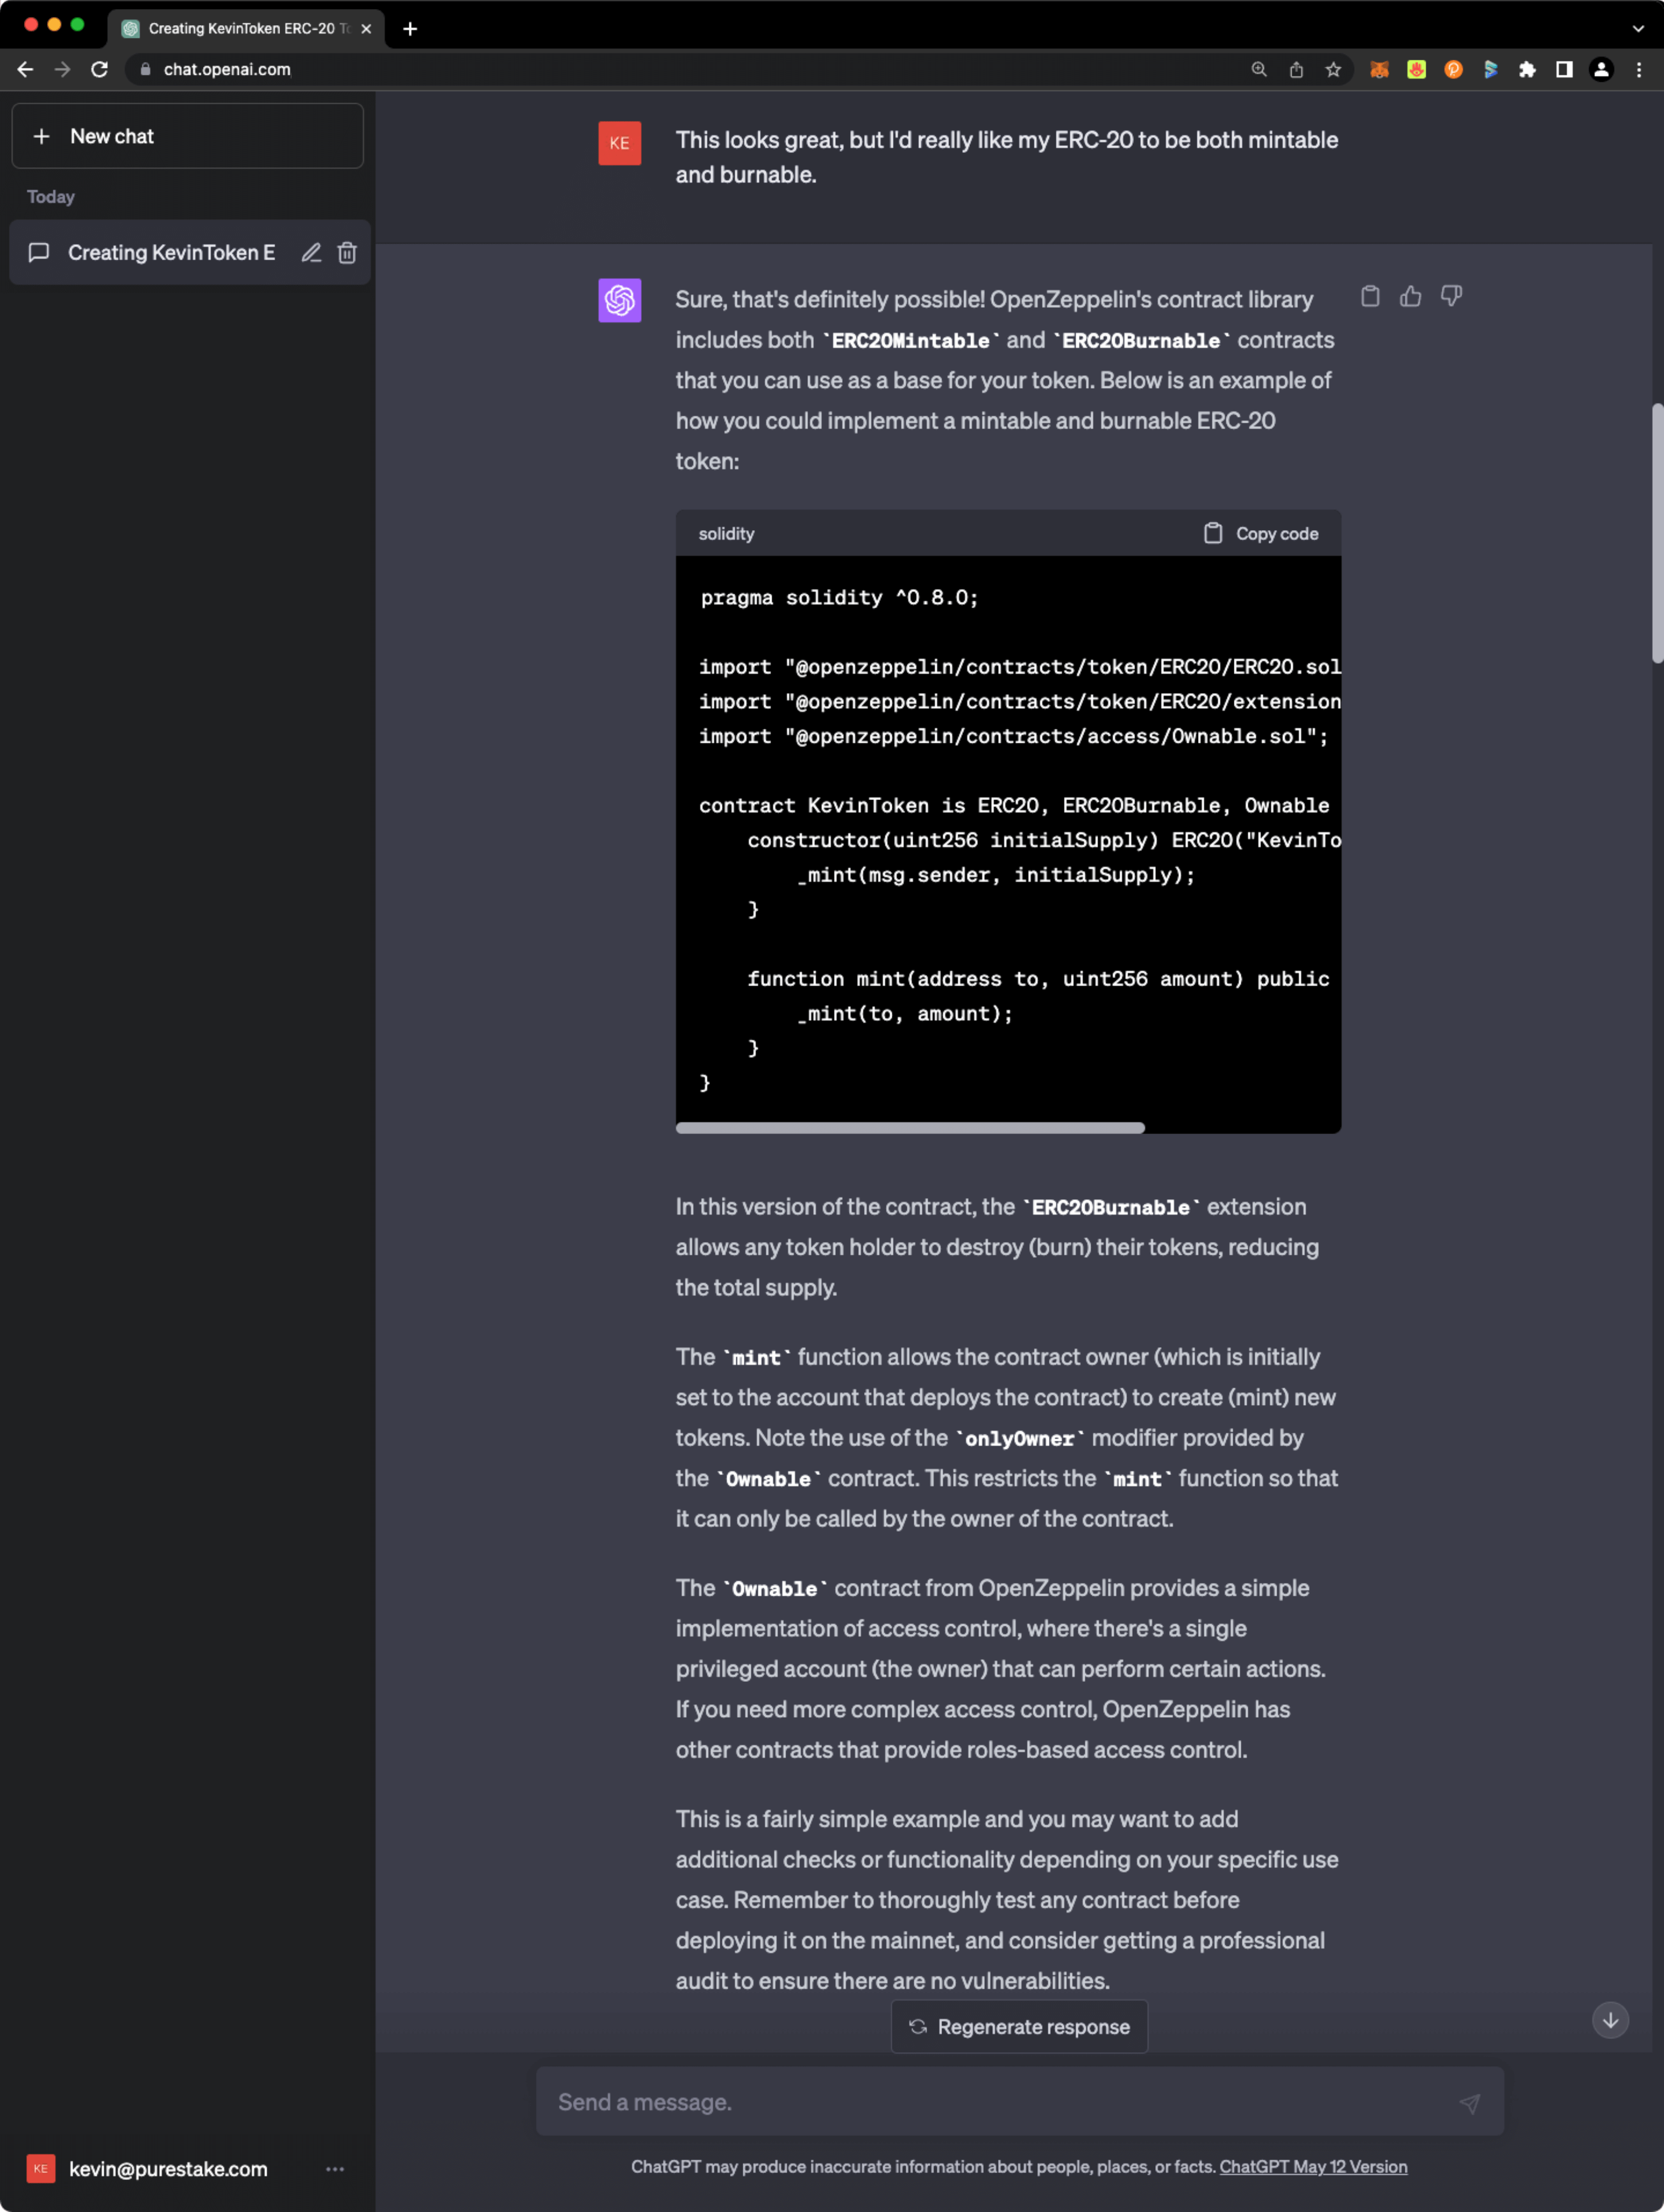 Creating KevinToken ERC-20 To
chat.openai.com
New chat
Today
Creating KevinToken E
KE
This looks great, but I'd really like my ERC-20 to be both mintable
and burnable.
Sure, that's definitely possible! OpenZeppelin's contract library
includes both `ERC20Mintable` and `ERC20Burnable` contracts
that you can use as a base for your token. Below is an example of
how you could implement a mintable and burnable ERC-20
token:
solidity
Copy code
pragma solidity ^0.8.0;
import "@openzeppelin/contracts/token/ERC20/ERC20.sol
import "@openzeppelin/contracts/token/ERC20/extension
import "@openzeppelin/contracts/access/Ownable.sol";
contract KevinToken is ERC20, ERC20Burnable, Ownable
constructor(uint256 initialSupply) ERC20("KevinTo
_mint(msg.sender, initialSupply);
}
function mint(address to, uint256 amount) public
_mint(to, amount);
}
}
In this version of the contract, the `ERC20Burnable` extension
allows any token holder to destroy (burn) their tokens, reducing
the total supply.
The `mint` function allows the contract owner (which is initially
set to the account that deploys the contract) to create (mint) new
tokens. Note the use of the `onlyOwner` modifier provided by
the `Ownable` contract. This restricts the `mint` function so that
it can only be called by the owner of the contract.
The `Ownable` contract from OpenZeppelin provides a simple
implementation of access control, where there's a single
privileged account (the owner) that can perform certain actions.
If you need more complex access control, OpenZeppelin has
other contracts that provide roles-based access control.
This is a fairly simple example and you may want to add
additional checks or functionality depending on your specific use
case. Remember to thoroughly test any contract before
deploying it on the mainnet, and consider getting a professional
audit to ensure there are no vulnerabilities.
Regenerate response
Send a message.
KE
kevin@purestake.com
ChatGPT may produce inaccurate information about people, places, or facts. ChatGPT May 12 Version